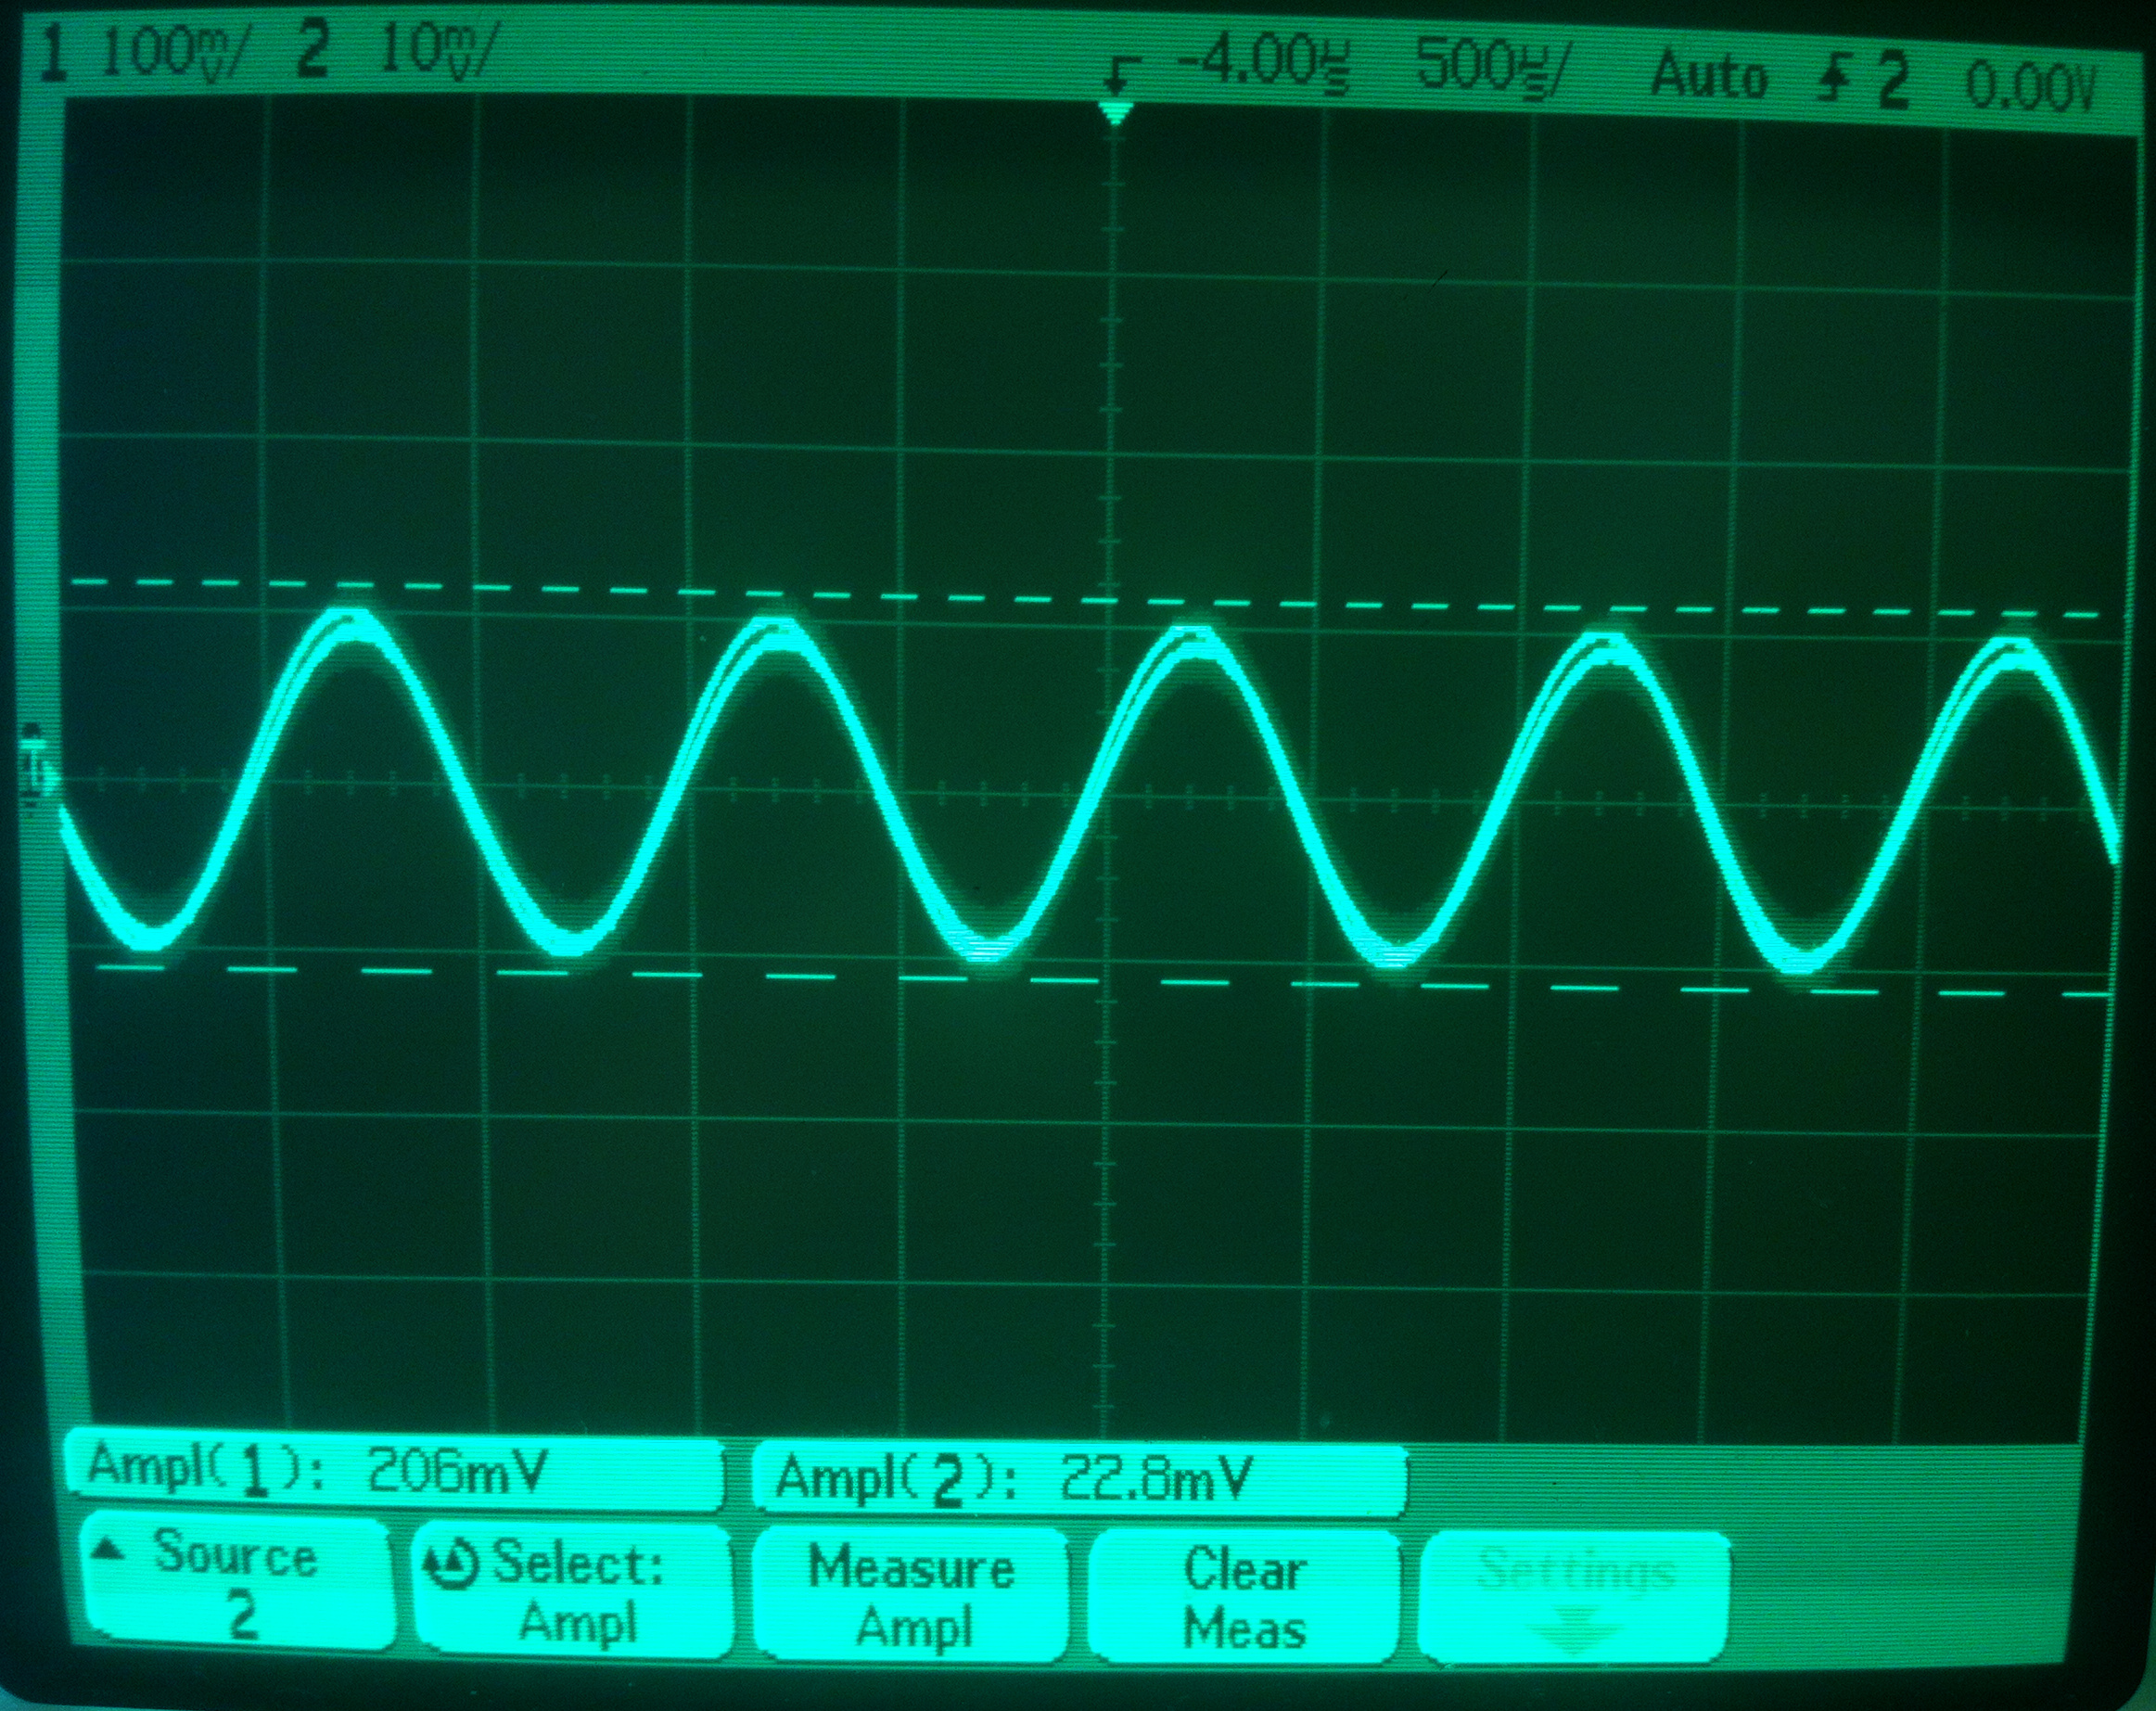 1 100mV/ 2 10mV/ -4.00µs 500µs/ Auto 2 0.00V
Ampl(1): 206mV Ampl(2): 22.8mV
Source Select: Measure Clear Settings
2 Ampl Ampl Meas